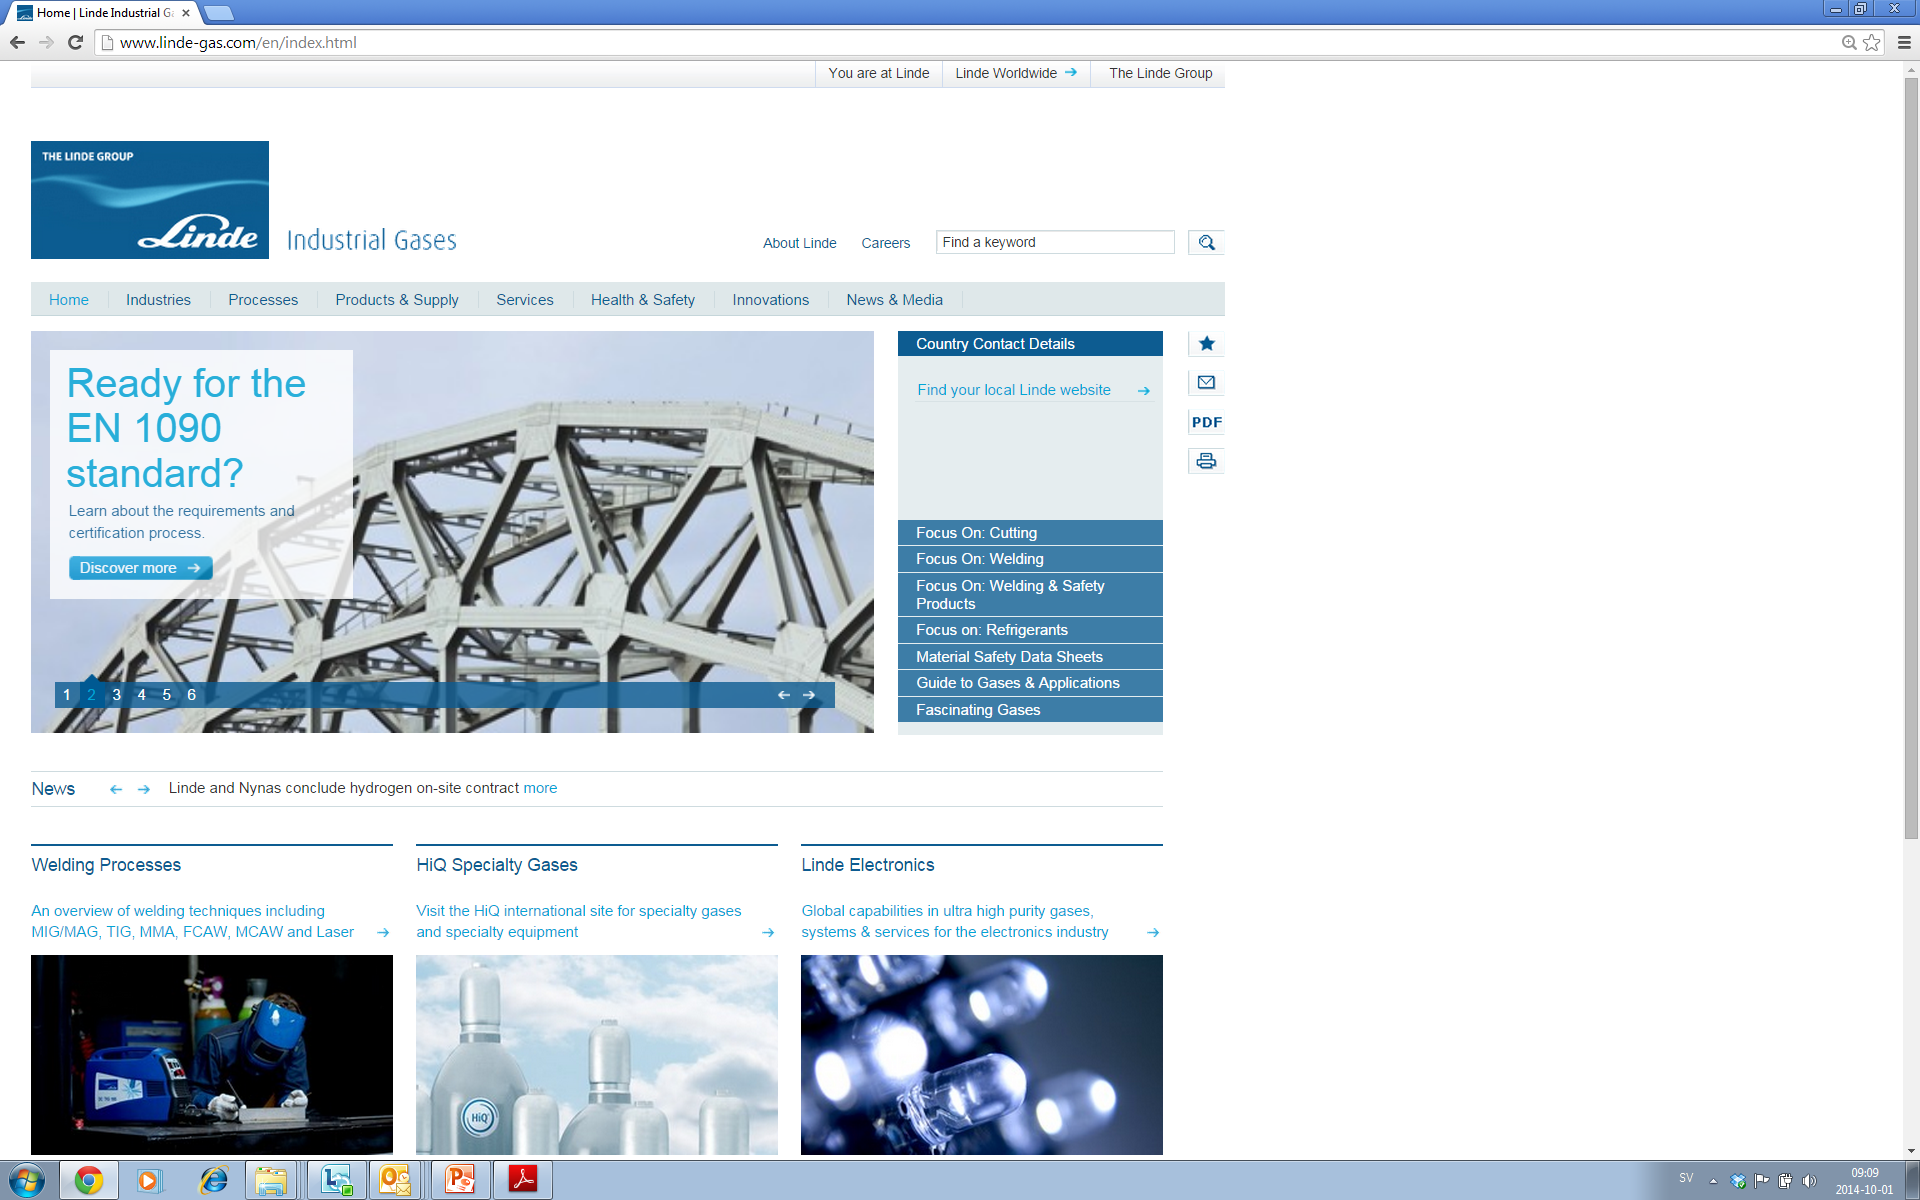 Home | Linde Industrial G
www.linde-gas.com/en/index.html
You are at Linde
Linde Worldwide
The Linde Group
THE LINDE GROUP
Linde
Industrial Gases
About Linde
Careers
Find a keyword
Home
Industries
Processes
Products & Supply
Services
Health & Safety
Innovations
News & Media
Ready for the
EN 1090
standard?
Learn about the requirements and
certification process.
Discover more
1 2 3 4 5 6
Country Contact Details
Find your local Linde website
Focus On: Cutting
Focus On: Welding
Focus On: Welding & Safety
Products
Focus on: Refrigerants
Material Safety Data Sheets
Guide to Gases & Applications
Fascinating Gases
PDF
News
Linde and Nynas conclude hydrogen on-site contract more
Welding Processes
An overview of welding techniques including
MIG/MAG, TIG, MMA, FCAW, MCAW and Laser
HiQ Specialty Gases
Visit the HiQ international site for specialty gases
and specialty equipment
HiQ
Linde Electronics
Global capabilities in ultra high purity gases,
systems & services for the electronics industry
SV
09:09
2014-10-01